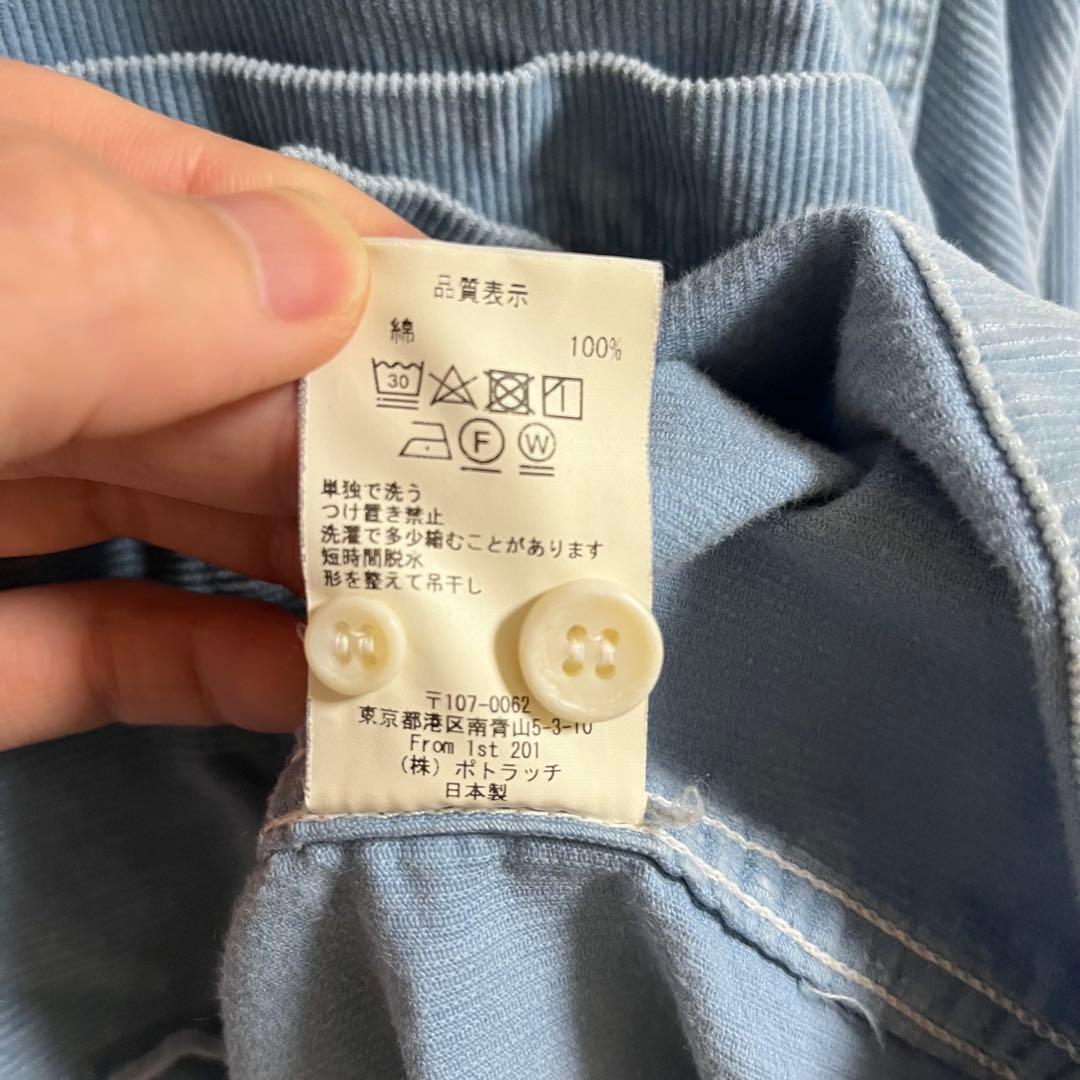 品質表示
綿 100%
30
F W
単独で洗う
つけ置き禁止
洗濯で多少縮むことがあります
短時間脱水
形を整えて吊干し
〒107-0062
東京都港区南青山5-3-10
From 1st 201
(株) ポトラッチ
日本製